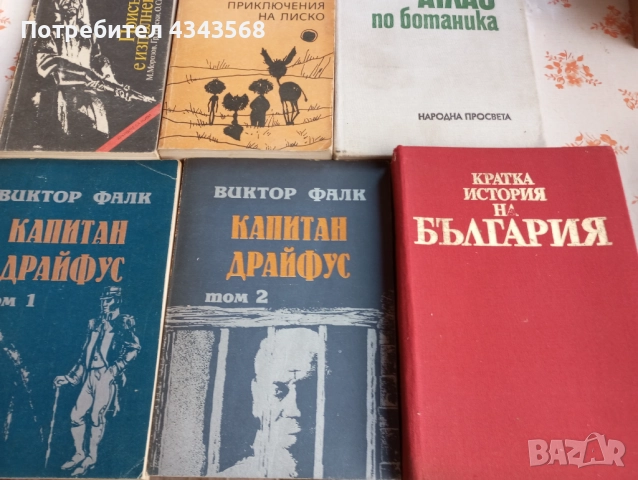 Потребител 4343568
ПРИКЛЮЧЕНИЯ
НА ЛИСКО
АТЛАС
по ботаника
НАРОДНА ПРОСВЕТА
ВИКТОР ФАЛК
КАПИТАН
ДРАЙФУС
том 1
ВИКТОР ФАЛК
КАПИТАН
ДРАЙФУС
том 2
КРАТКА
ИСТОРИЯ
НА
БЪЛГАРИЯ
BAZAR